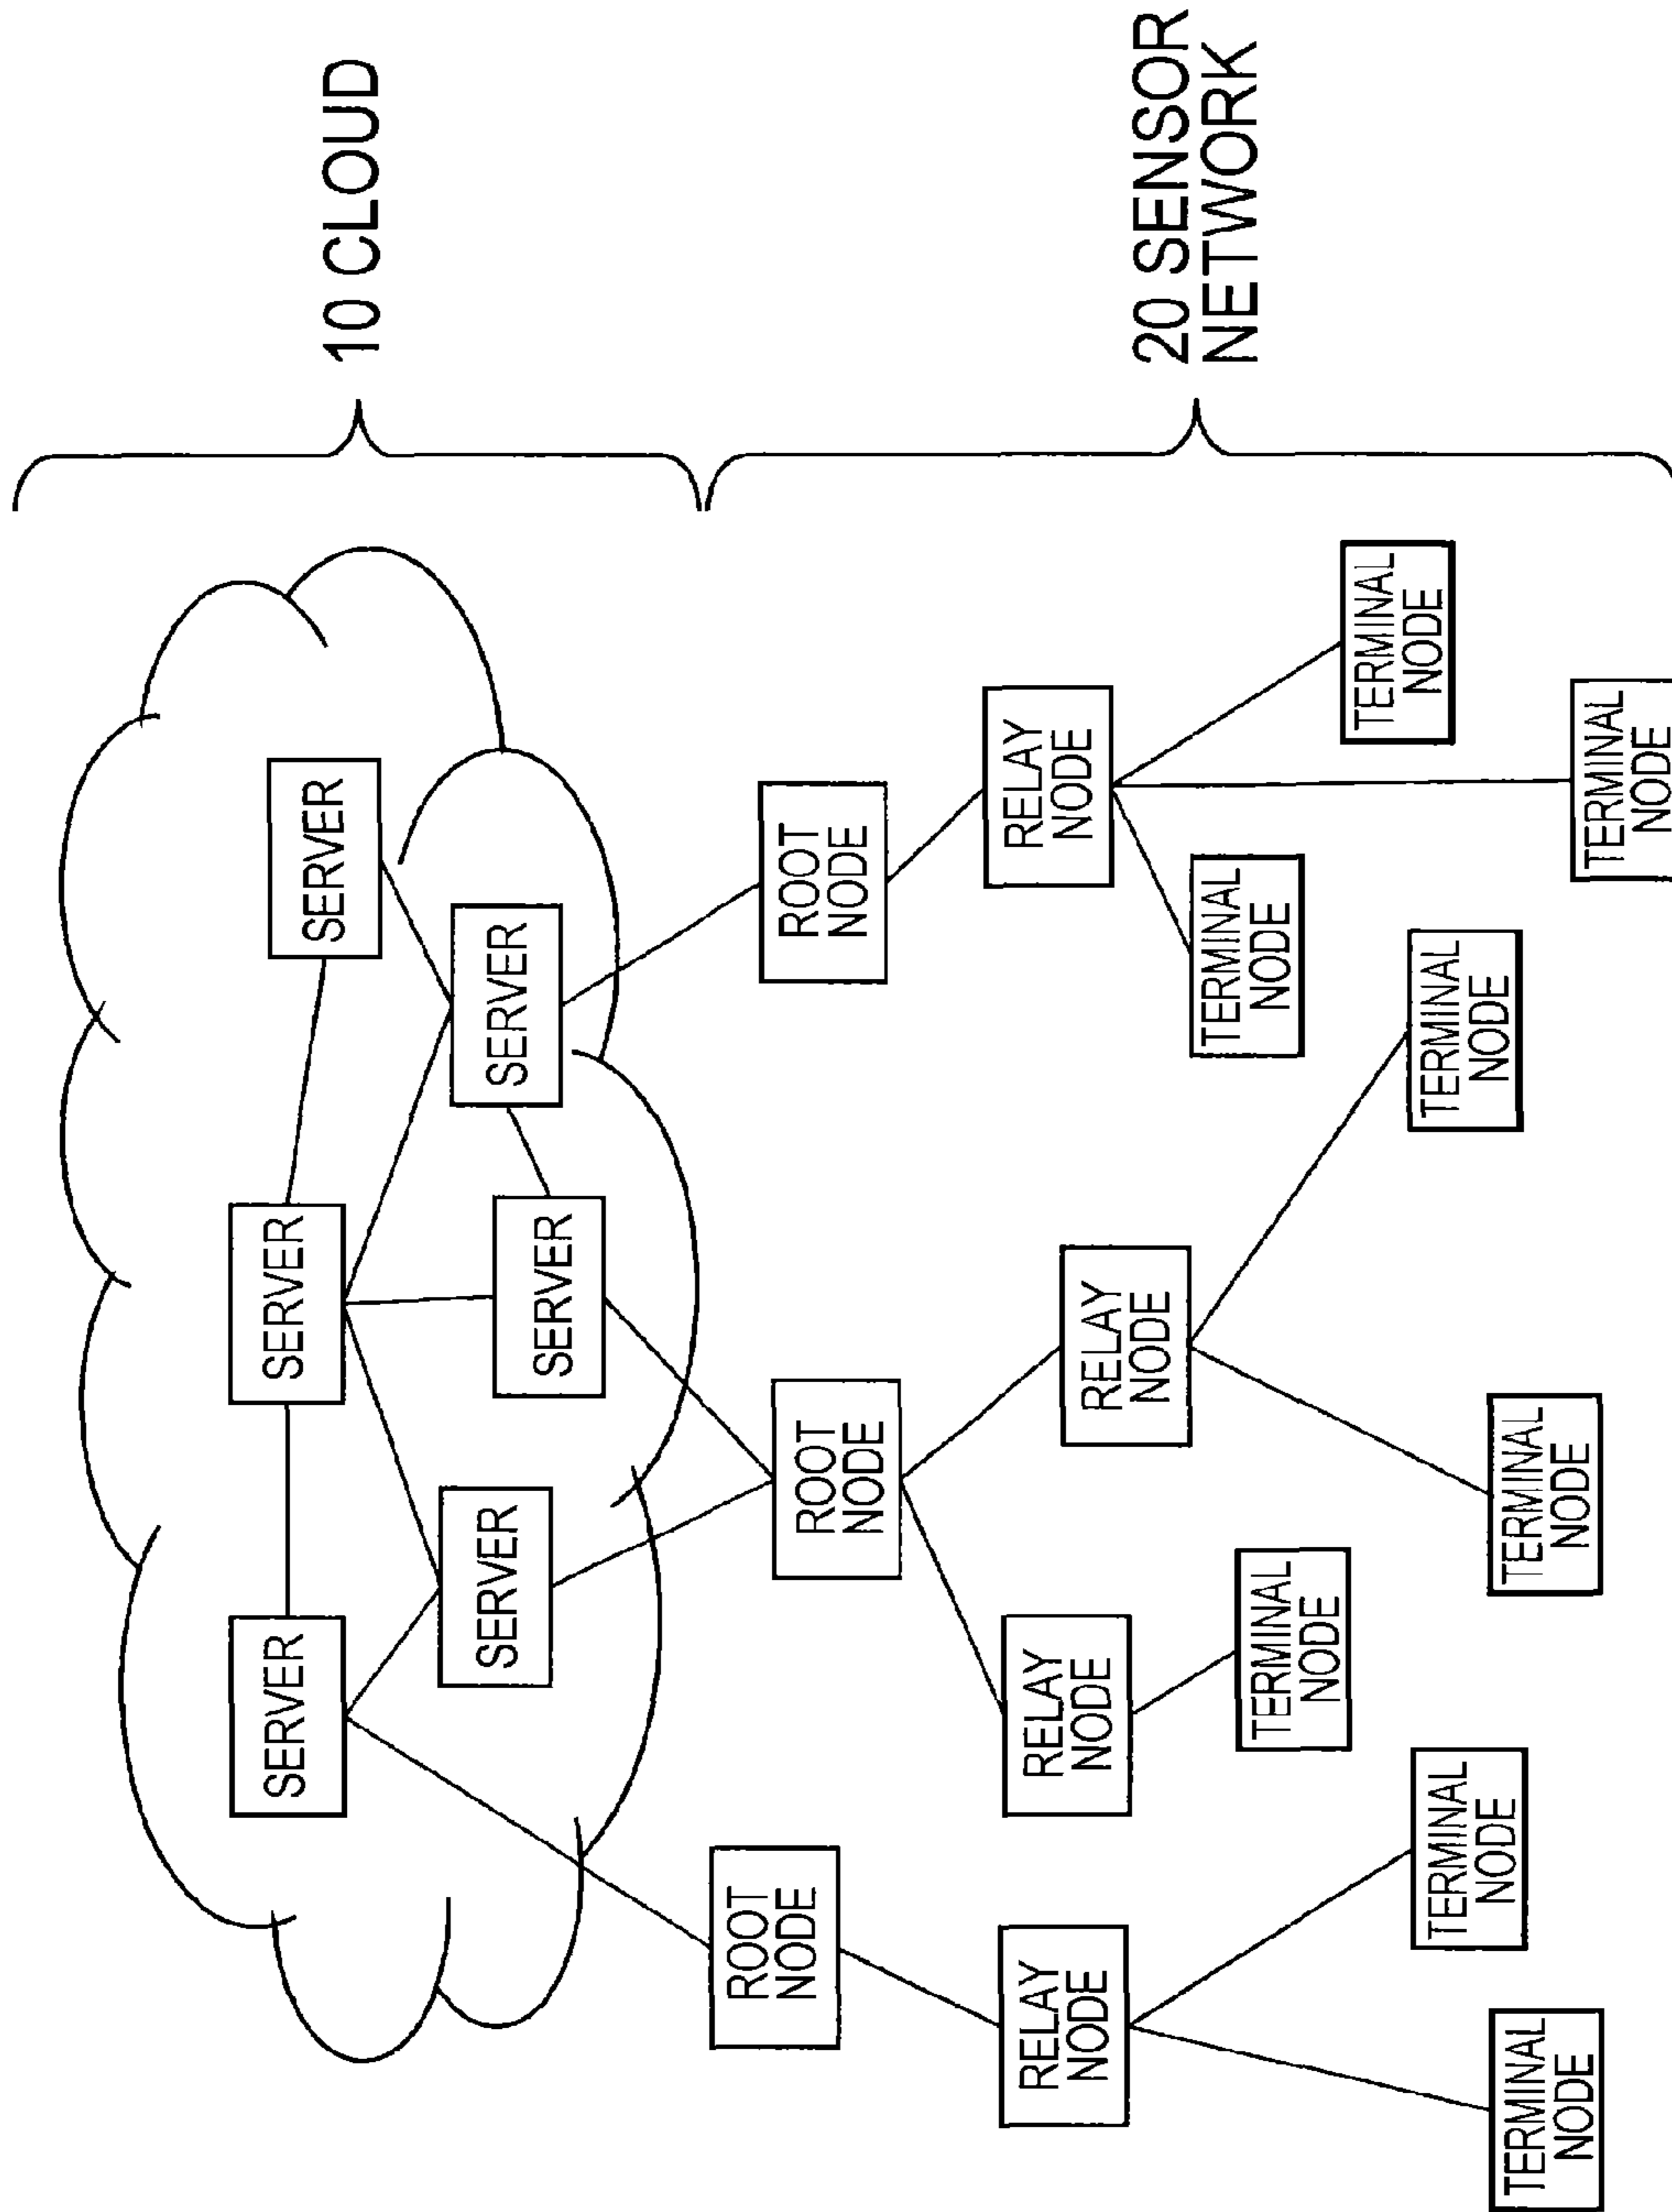 10 CLOUD
SERVER
SERVER
SERVER
SERVER
SERVER
SERVER
20 SENSOR
NETWORK
ROOT
NODE
ROOT
NODE
ROOT
NODE
RELAY
NODE
RELAY
NODE
RELAY
NODE
RELAY
NODE
TERMINAL
NODE
TERMINAL
NODE
TERMINAL
NODE
TERMINAL
NODE
TERMINAL
NODE
TERMINAL
NODE
TERMINAL
NODE
TERMINAL
NODE